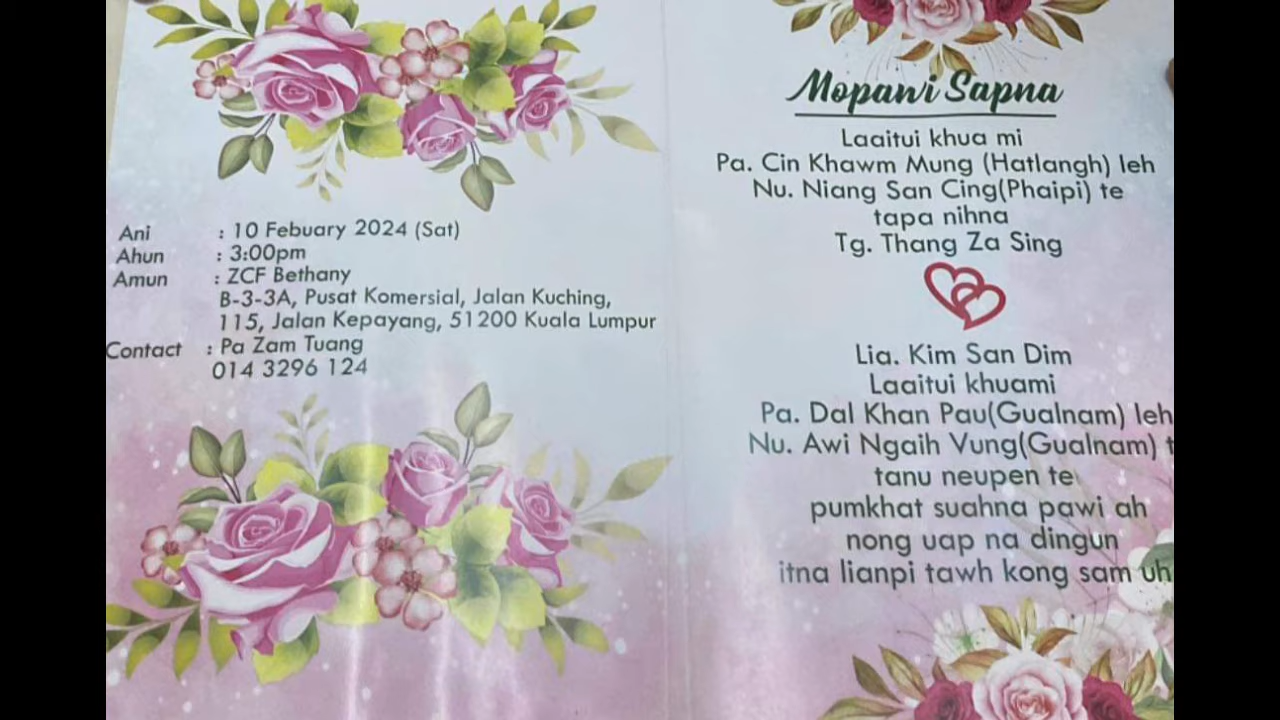 Ani : 10 Febuary 2024 (Sat)
Ahun : 3:00pm
Amun : ZCF Bethany
B-3-3A, Pusat Komersial, Jalan Kuching,
115, Jalan Kepayang, 51200 Kuala Lumpur
Contact : Pa Zam Tuang
014 3296 124
Mopawi Sapna
Laaitui khua mi
Pa. Cin Khawm Mung (Hatlangh) leh
Nu. Niang San Cing(Phaipi) te
tapa nihna
Tg. Thang Za Sing
Lia. Kim San Dim
Laaitui khuami
Pa. Dal Khan Pau(Gualnam) leh
Nu. Awi Ngaih Vung(Gualnam) t
tanu neupen te
pumkhat suahna pawi ah
nong uap na dingun
itna lianpi tawh kong sam uh